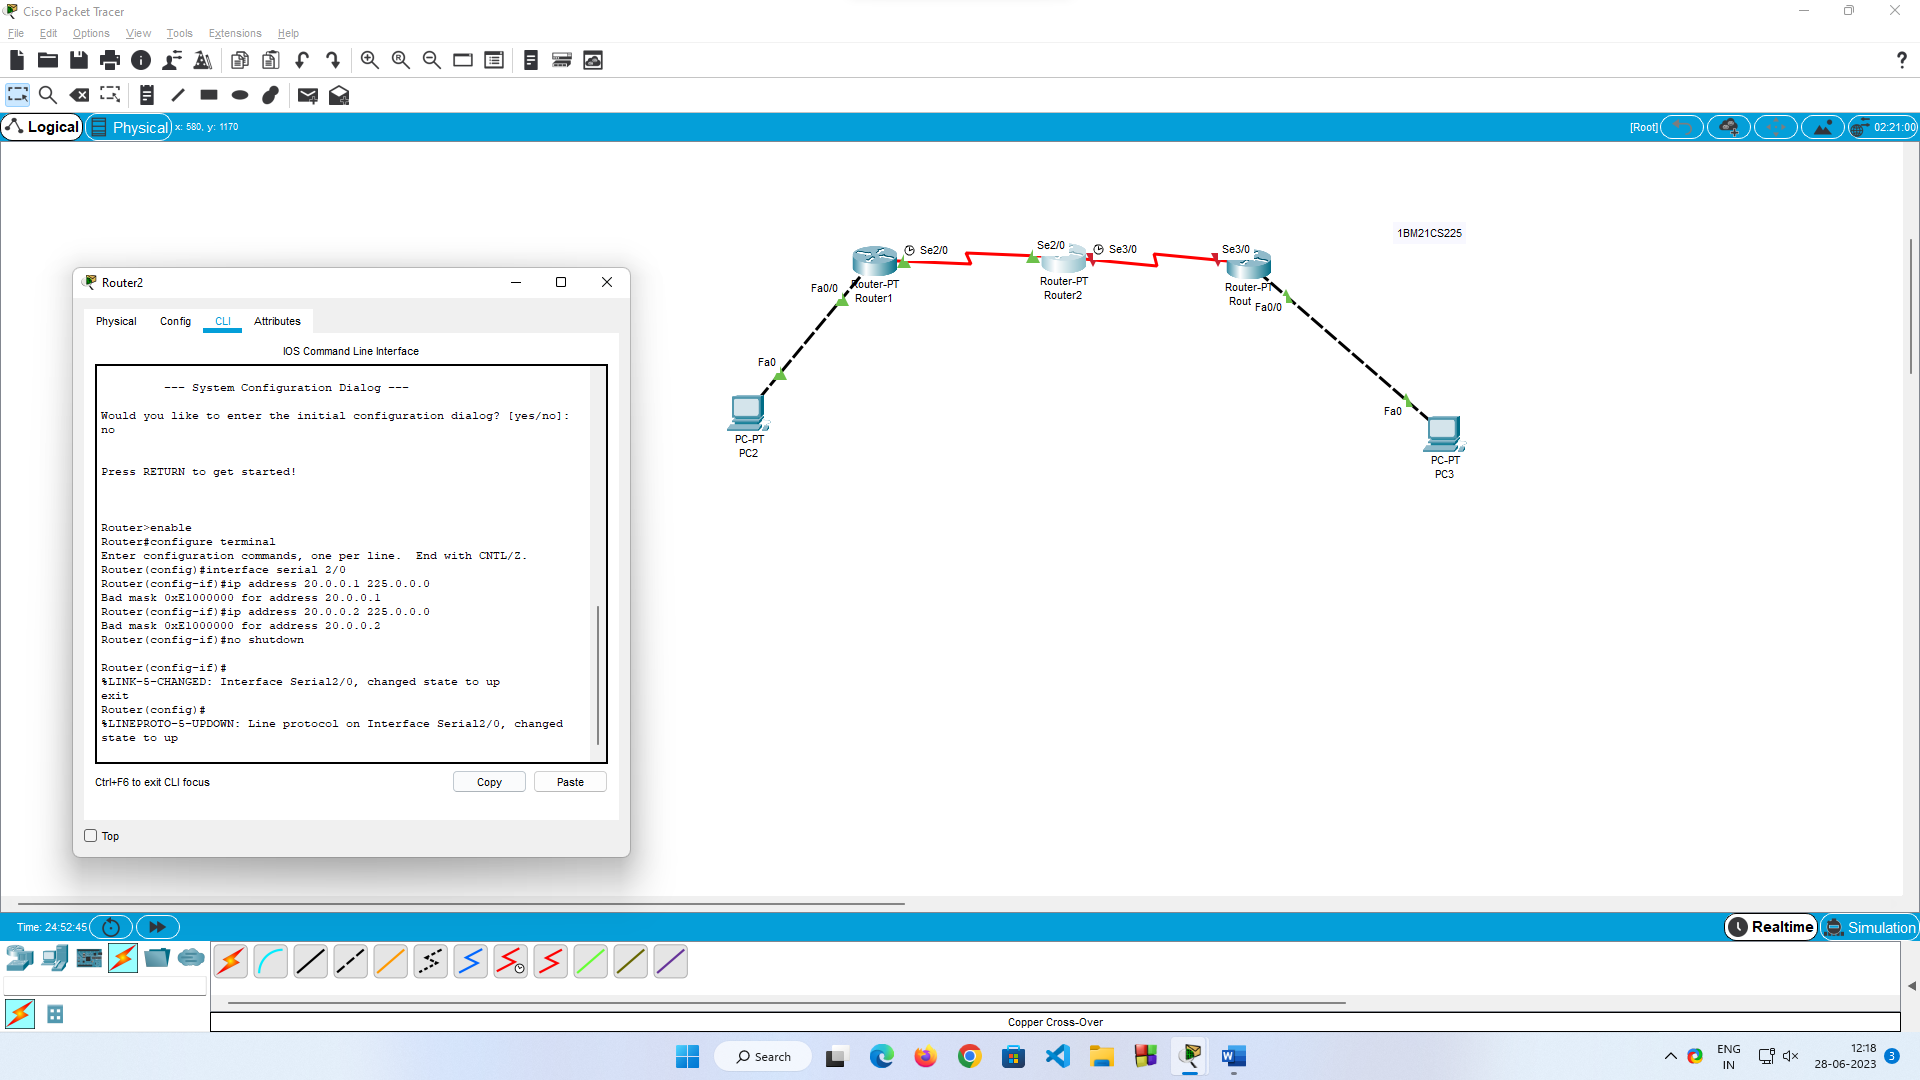 Cisco Packet Tracer
File Edit Options View Tools Extensions Help
?
Logical Physical x: 580, y: 1170
[Root] 02:21:00
1BM21CS225
Se2/0
Se2/0
Se3/0
Se3/0
Router-PT
Router1
Router-PT
Router2
Router-PT
Rout
Fa0/0
Fa0/0
Fa0
Fa0
PC-PT
PC2
PC-PT
PC3
Router2
Physical Config CLI Attributes
IOS Command Line Interface
--- System Configuration Dialog ---
Would you like to enter the initial configuration dialog? [yes/no]:
no
Press RETURN to get started!
Router>enable
Router#configure terminal
Enter configuration commands, one per line.  End with CNTL/Z.
Router(config)#interface serial 2/0
Router(config-if)#ip address 20.0.0.1 225.0.0.0
Bad mask 0xE1000000 for address 20.0.0.1
Router(config-if)#ip address 20.0.0.2 225.0.0.0
Bad mask 0xE1000000 for address 20.0.0.2
Router(config-if)#no shutdown
Router(config-if)#
%LINK-5-CHANGED: Interface Serial2/0, changed state to up
exit
Router(config)#
%LINEPROTO-5-UPDOWN: Line protocol on Interface Serial2/0, changed
state to up
Ctrl+F6 to exit CLI focus
Copy Paste
Top
Time: 24:52:45
Realtime Simulation
Copper Cross-Over
Search
ENG
IN
12:18
28-06-2023
3